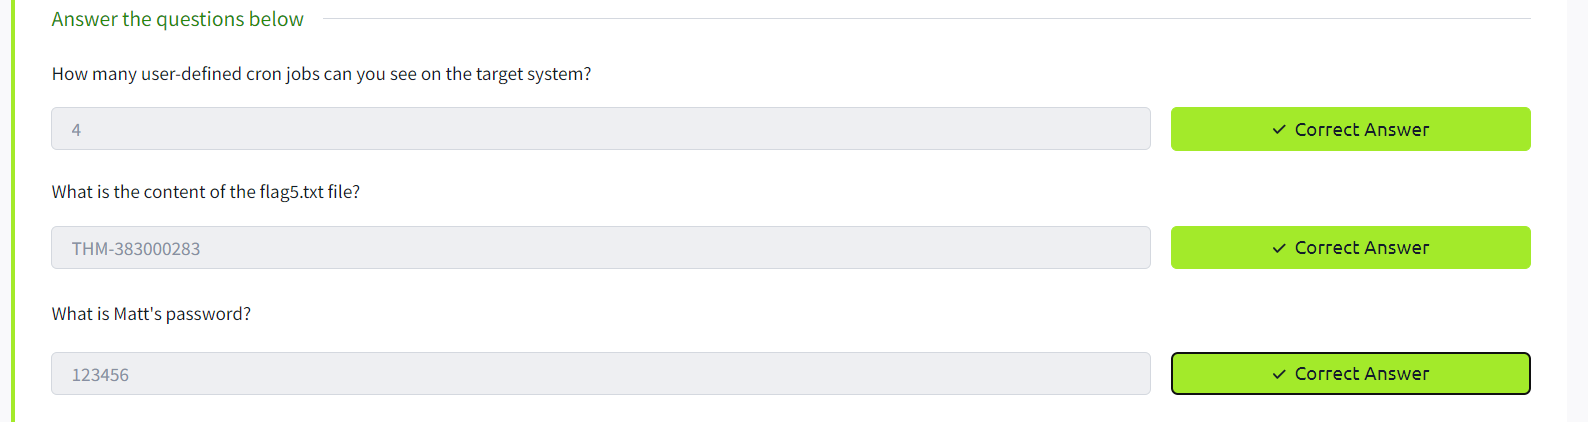 Answer the questions below
How many user-defined cron jobs can you see on the target system?
4
Correct Answer
What is the content of the flag5.txt file?
THM-383000283
Correct Answer
What is Matt's password?
123456
Correct Answer